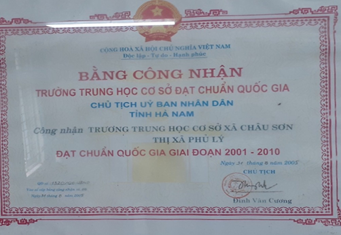 CỘNG HOÀ XÃ HỘI CHỦ NGHĨA VIỆT NAM
Độc lập - Tự do - Hạnh phúc
BẰNG CÔNG NHẬN
TRƯỜNG TRUNG HỌC CƠ SỞ ĐẠT CHUẨN QUỐC GIA
CHỦ TỊCH UỶ BAN NHÂN DÂN
TỈNH HÀ NAM
Công nhận TRƯƠNG TRUNG HỌC CƠ SỞ XÃ CHÂU SƠN
THỊ XÃ PHỦ LÝ
ĐẠT CHUẨN QUỐC GIA GIAI ĐOẠN 2001 - 2010
CHỦ TỊCH
Đinh Văn Cương